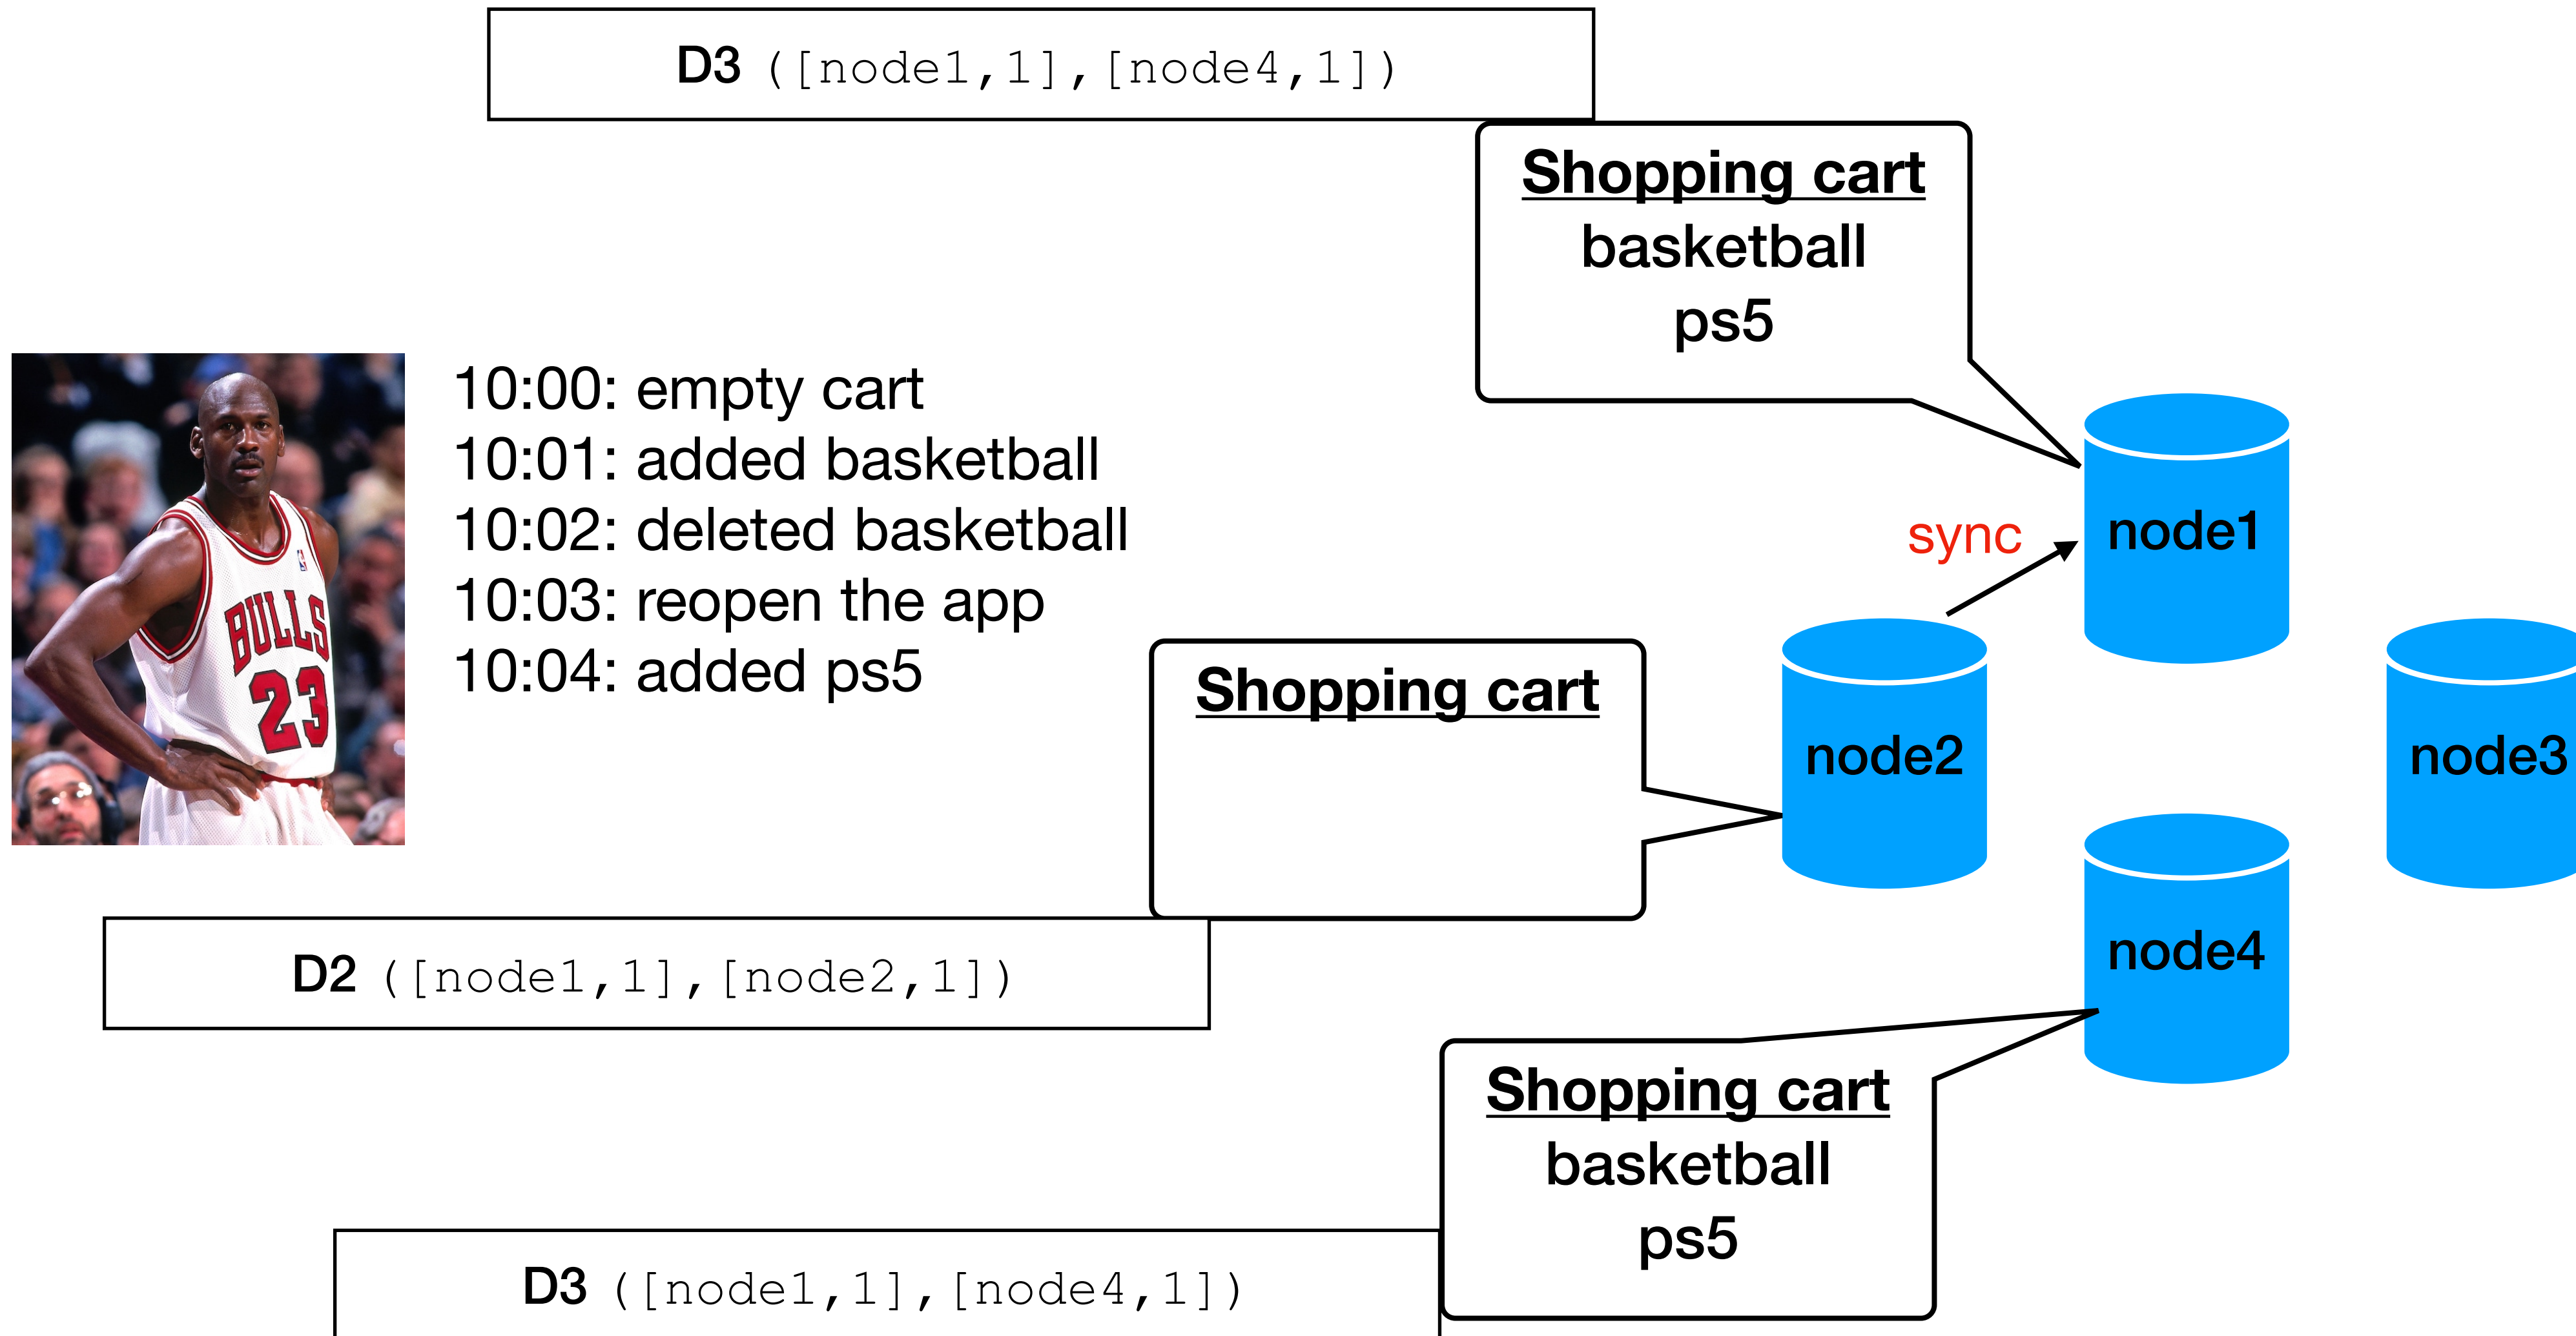 D3 ([node1,1],[node4,1])
Shopping cart
basketball
ps5
10:00: empty cart
10:01: added basketball
10:02: deleted basketball
10:03: reopen the app
10:04: added ps5
BULLS
23
sync
node1
Shopping cart
node2
node3
node4
D2 ([node1,1],[node2,1])
Shopping cart
basketball
ps5
D3 ([node1,1],[node4,1])